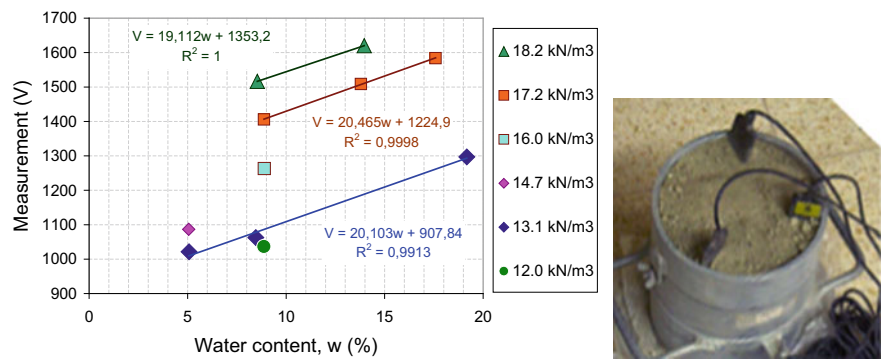 1700
1600
1500
1400
1300
1200
1100
1000
900
Measurement (V)
V = 19,112w + 1353,2
R2 = 1
V = 20,465w + 1224,9
R2 = 0,9998
V = 20,103w + 907,84
R2 = 0,9913
0 5 10 15 20
Water content, w (%)
18.2 kN/m3
17.2 kN/m3
16.0 kN/m3
14.7 kN/m3
13.1 kN/m3
12.0 kN/m3